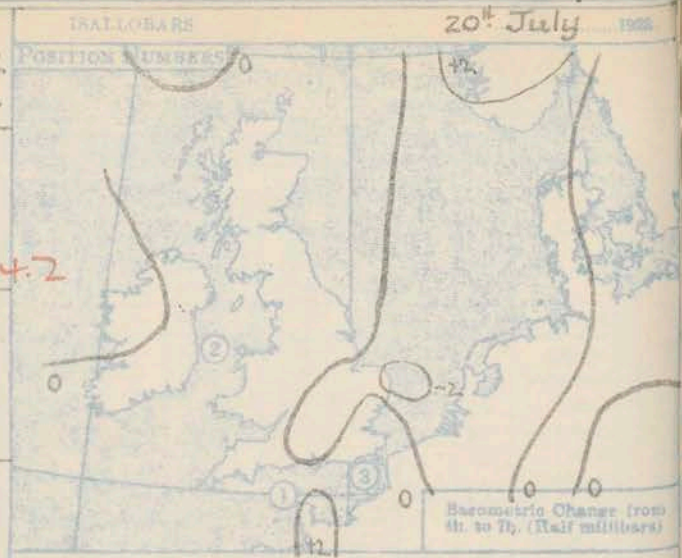 ISALLOBARS 20th July
POSITION NUMBERS 0 +2
4.2
2
0
-2
3
1
0 0 0
Barometric Change from
4h. to 7h. (Half millibars)
+2